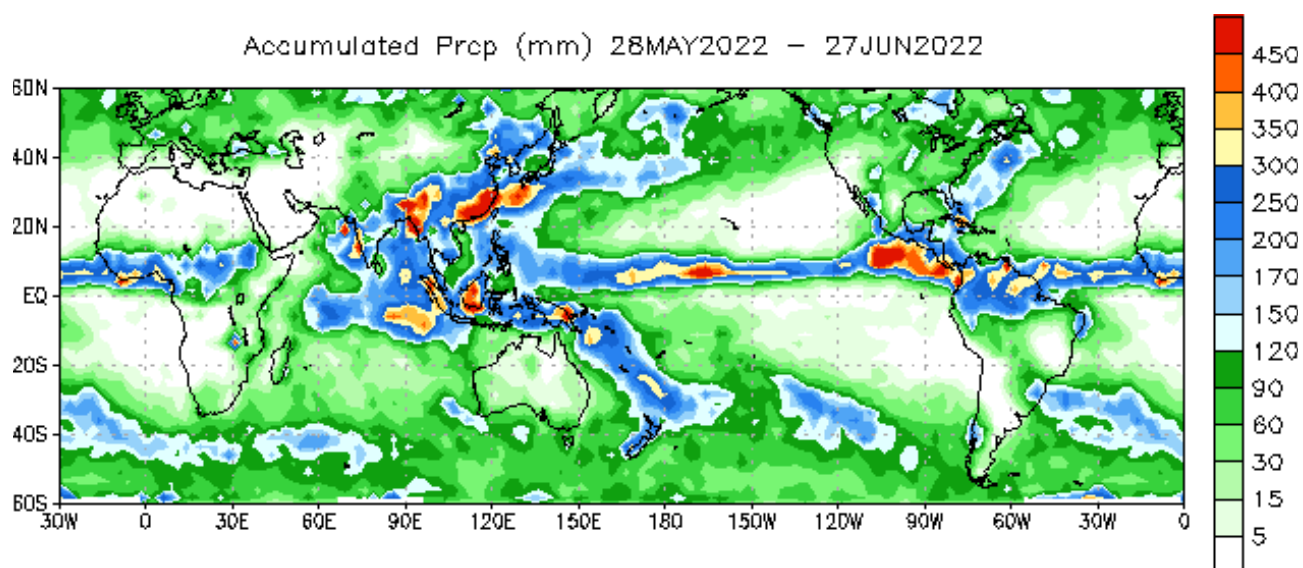 Accumulated Prcp (mm) 28MAY2022 – 27JUN2022
60N
40N
20N
EQ
20S
40S
60S
30W 0 30E 60E 90E 120E 150E 180 150W 120W 90W 60W 30W 0
450
400
350
300
250
200
170
150
120
90
60
30
15
5